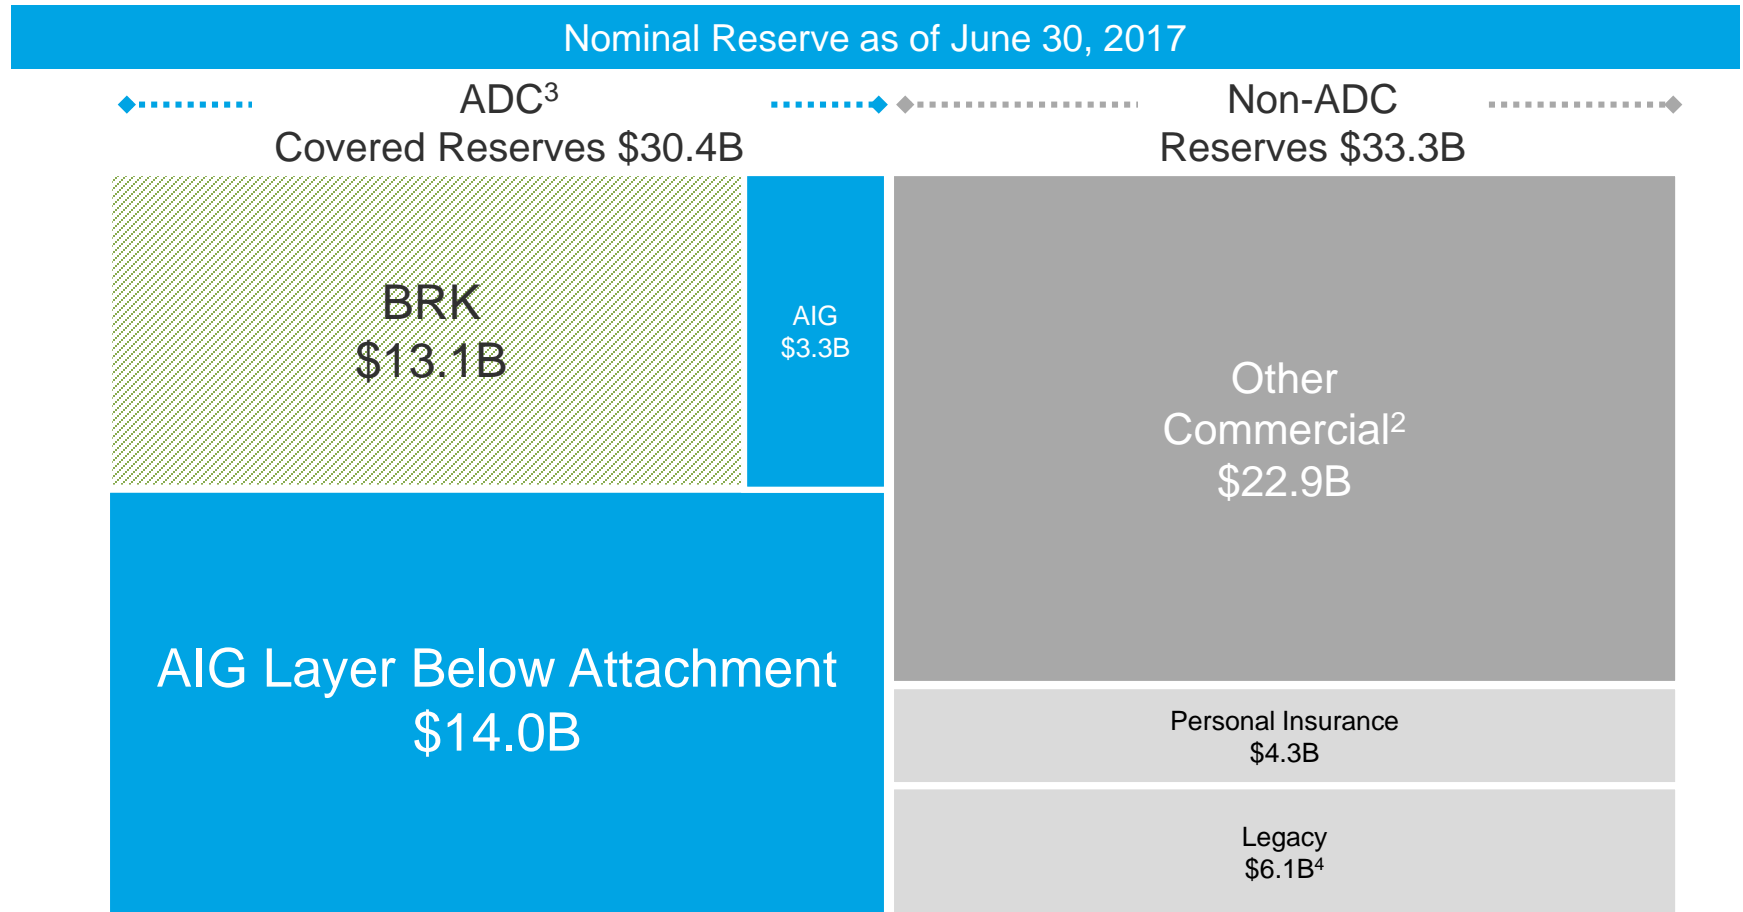 Nominal Reserve as of June 30, 2017
ADC³
Covered Reserves $30.4B
Non-ADC
Reserves $33.3B
BRK
$13.1B
AIG
$3.3B
AIG Layer Below Attachment
$14.0B
Other
Commercial²
$22.9B
Personal Insurance
$4.3B
Legacy
$6.1B⁴